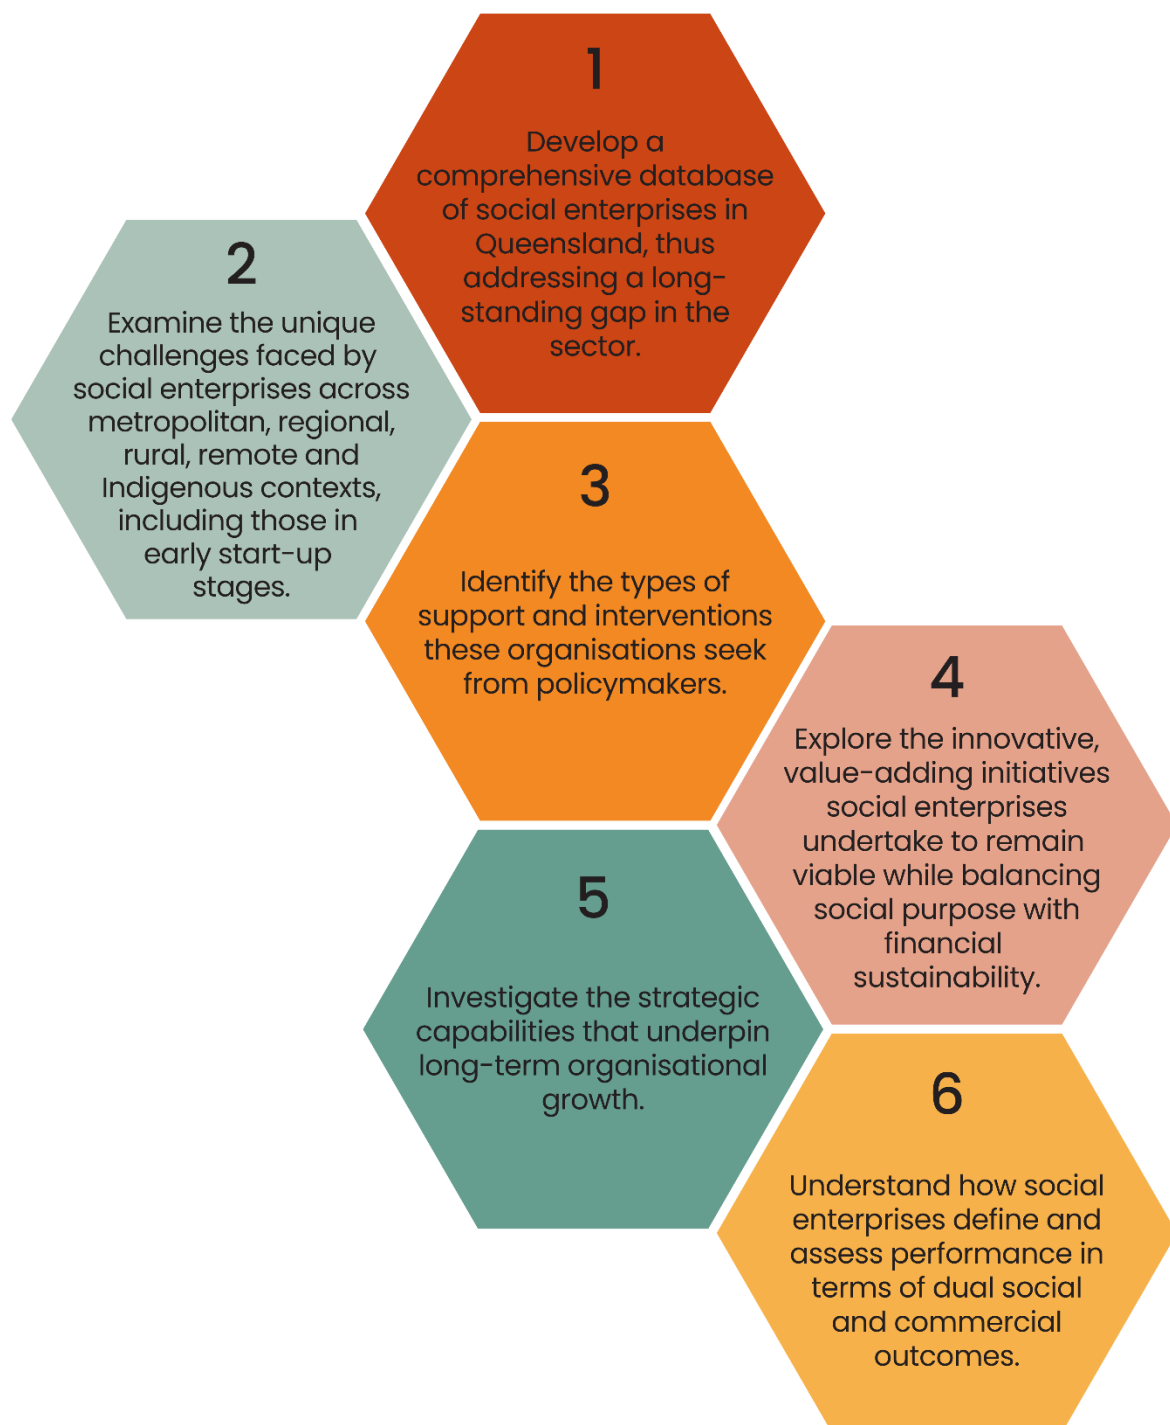 1
Develop a
comprehensive database
of social enterprises in
Queensland, thus
addressing a long-
standing gap in the
sector.
2
Examine the unique
challenges faced by
social enterprises across
metropolitan, regional,
rural, remote and
Indigenous contexts,
including those in
early start-up
stages.
3
Identify the types of
support and interventions
these organisations seek
from policymakers.
4
Explore the innovative,
value-adding initiatives
social enterprises
undertake to remain
viable while balancing
social purpose with
financial
sustainability.
5
Investigate the strategic
capabilities that underpin
long-term organisational
growth.
6
Understand how social
enterprises define and
assess performance in
terms of dual social
and commercial
outcomes.